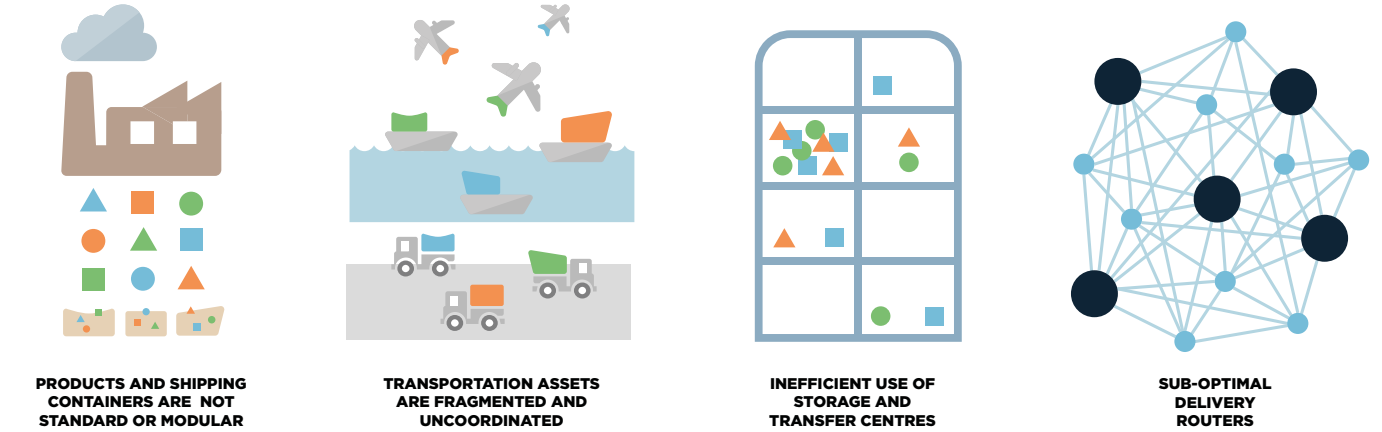 PRODUCTS AND SHIPPING
CONTAINERS ARE  NOT
STANDARD OR MODULAR
TRANSPORTATION ASSETS
ARE FRAGMENTED AND
UNCOORDINATED
INEFFICIENT USE OF
STORAGE AND
TRANSFER CENTRES
SUB-OPTIMAL
DELIVERY
ROUTERS